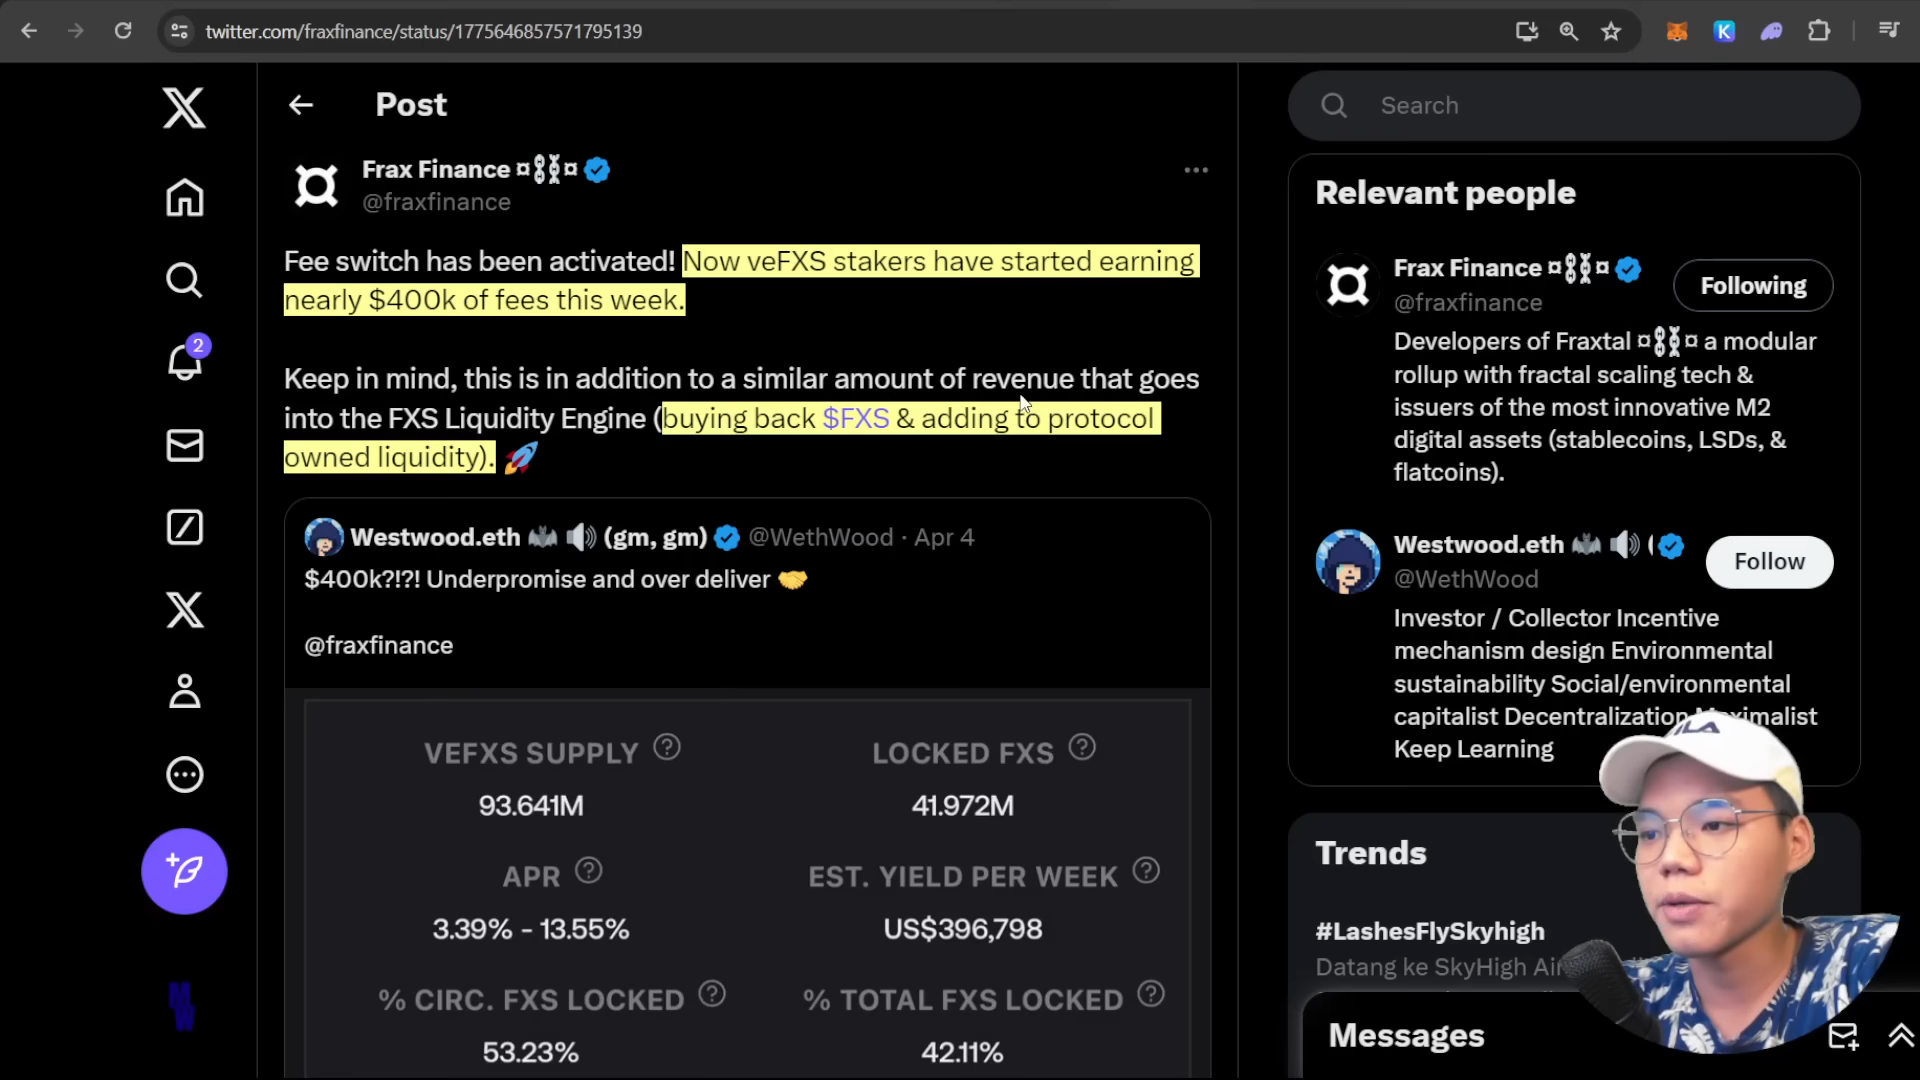 twitter.com/fraxfinance/status/1775646857571795139
Post
Frax Finance ¤⛓¤
@fraxfinance
Fee switch has been activated! Now veFXS stakers have started earning
nearly $400k of fees this week.
Keep in mind, this is in addition to a similar amount of revenue that goes
into the FXS Liquidity Engine (buying back $FXS & adding to protocol
owned liquidity). 🚀
Westwood.eth 🦇🔊 (gm, gm) @WethWood · Apr 4
$400k?!?! Underpromise and over deliver 🤝
@fraxfinance
VEFXS SUPPLY ?
93.641M
LOCKED FXS ?
41.972M
APR ?
3.39% - 13.55%
EST. YIELD PER WEEK ?
US$396,798
% CIRC. FXS LOCKED ?
53.23%
% TOTAL FXS LOCKED ?
42.11%
2
Search
Relevant people
Frax Finance ¤⛓¤
@fraxfinance
Following
Developers of Fraxtal ¤⛓¤ a modular
rollup with fractal scaling tech &
issuers of the most innovative M2
digital assets (stablecoins, LSDs, &
flatcoins).
Westwood.eth 🦇🔊 (
@WethWood
Follow
Investor / Collector Incentive
mechanism design Environmental
sustainability Social/environmental
capitalist Decentralization
Keep Learning
Trends
#LashesFlySkyhigh
Datang ke SkyHigh
Messages
K